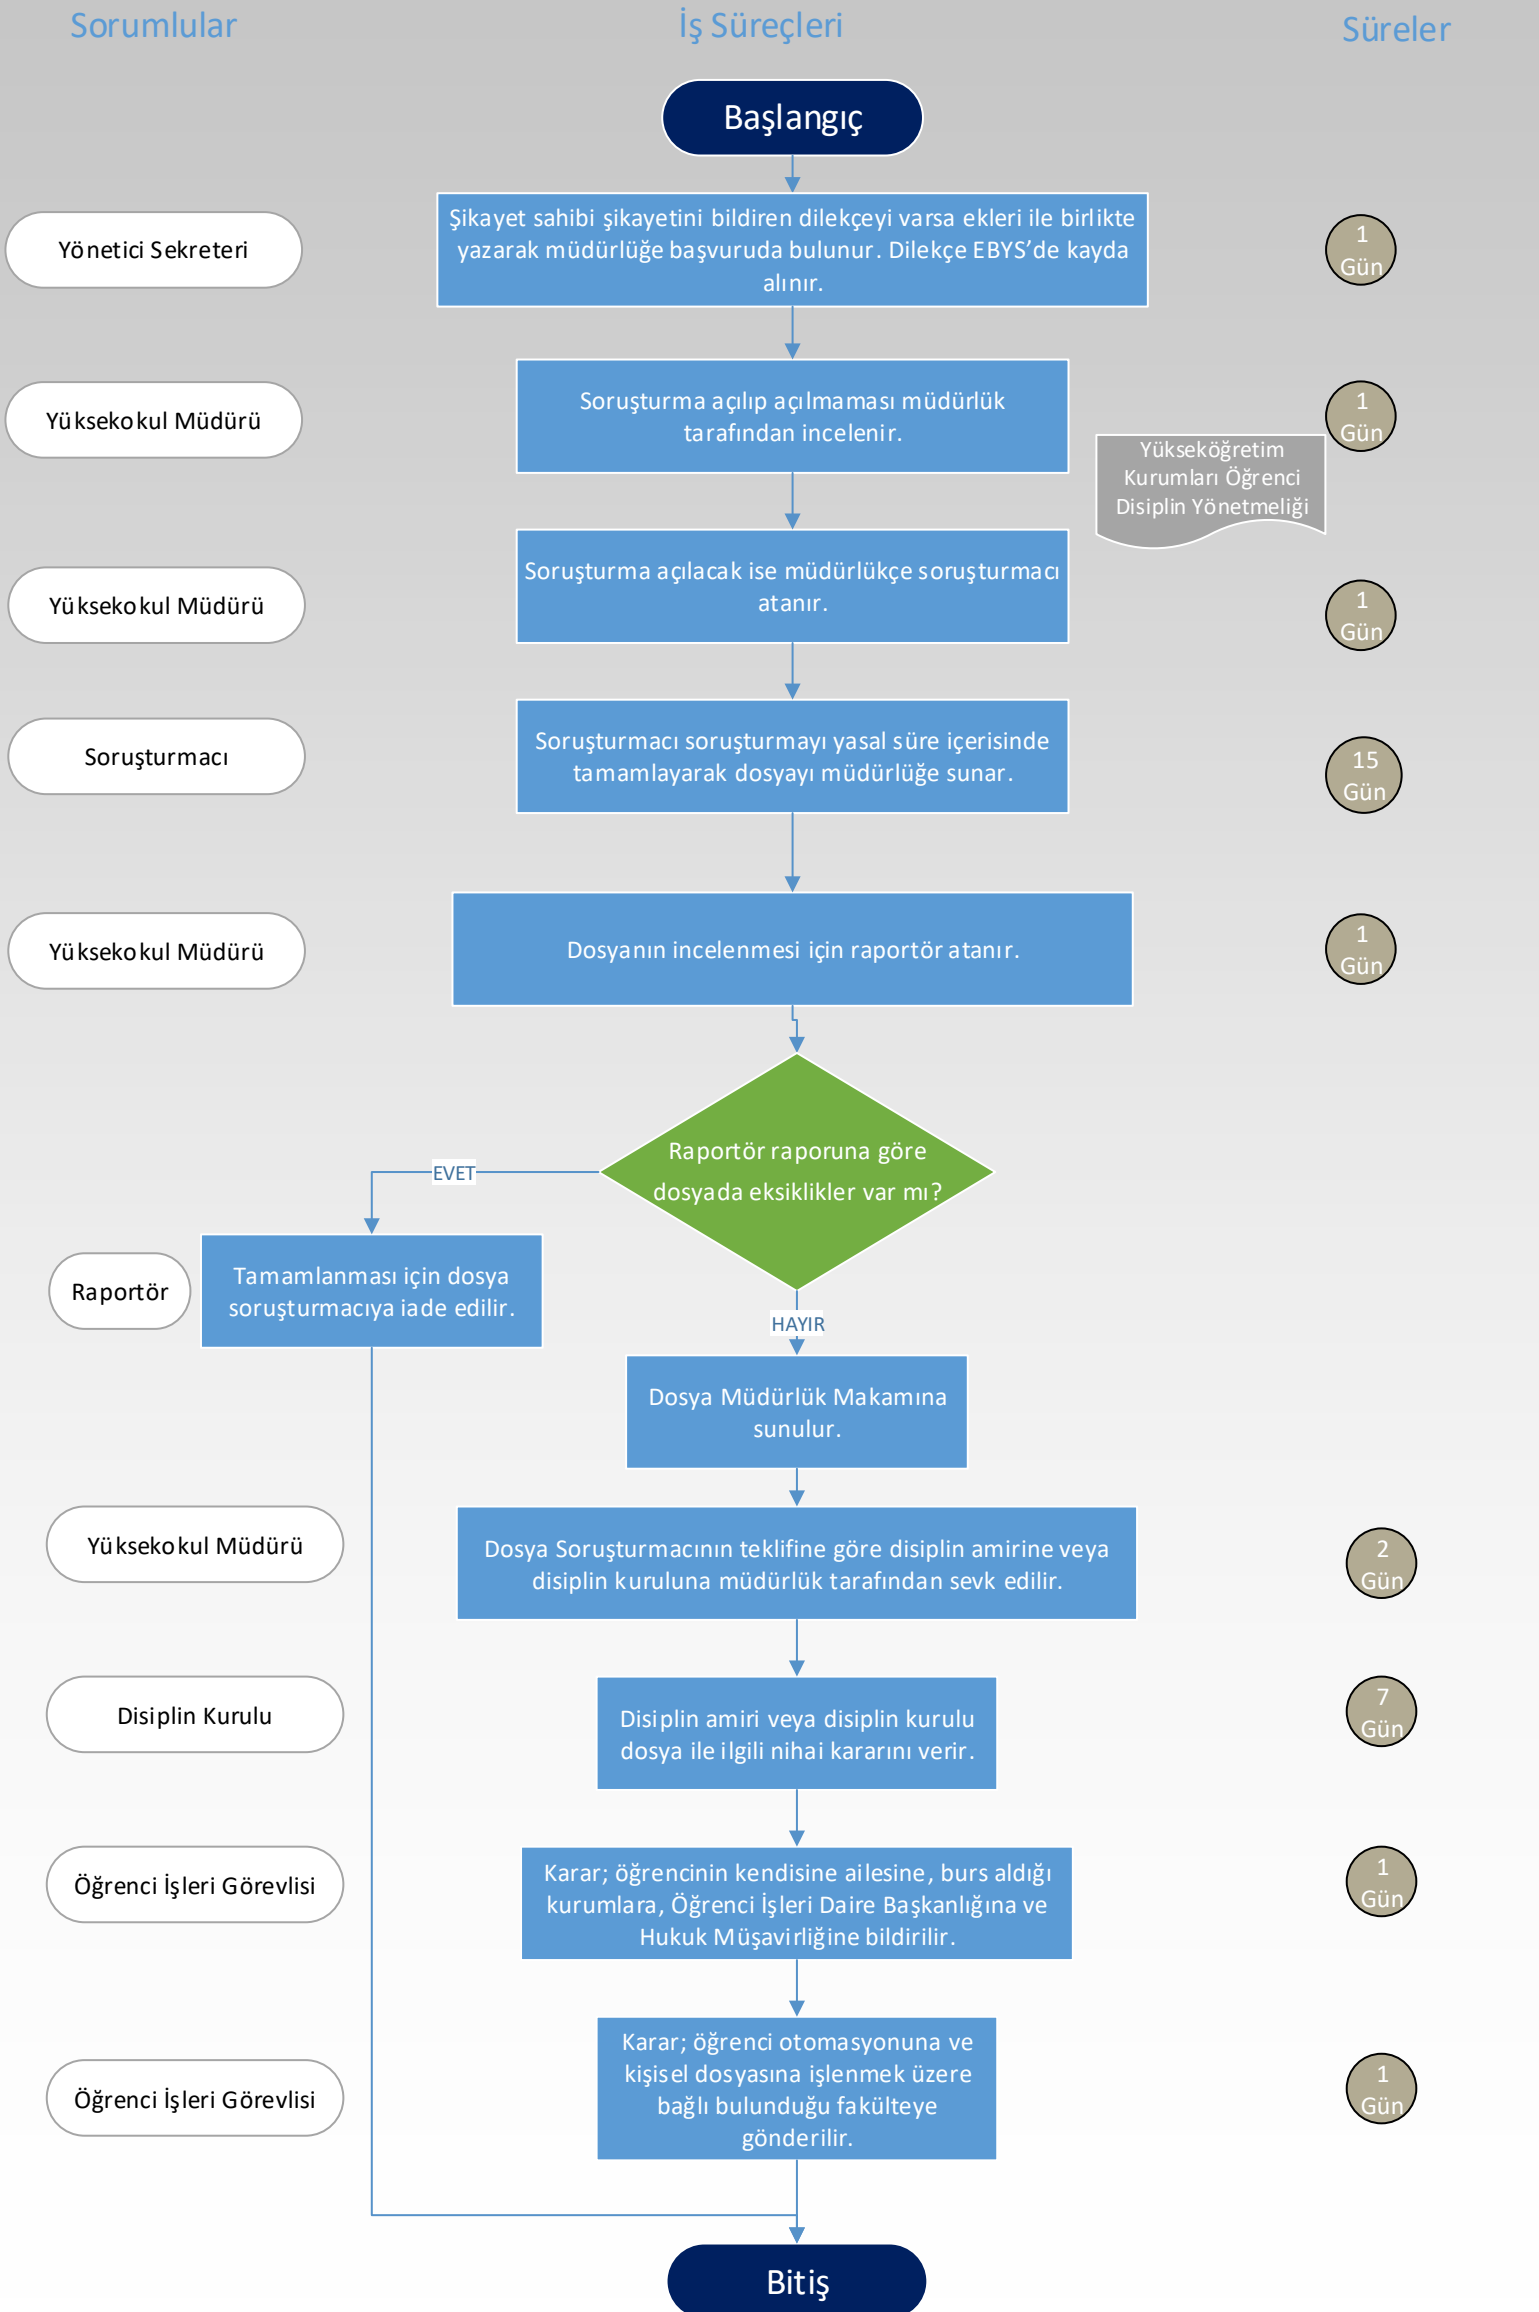 Sorumlular
İş Süreçleri
Süreler
Başlangıç
Yönetici Sekreteri
Şikayet sahibi şikayetini bildiren dilekçeyi varsa ekleri ile birlikte
yazarak müdürlüğe başvuruda bulunur. Dilekçe EBYS’de kayda
alınır.
1
Gün
Yüksekokul Müdürü
Soruşturma açılıp açılmaması müdürlük
tarafından incelenir.
1
Gün
Yükseköğretim
Kurumları Öğrenci
Disiplin Yönetmeliği
Yüksekokul Müdürü
Soruşturma açılacak ise müdürlükçe soruşturmacı
atanır.
1
Gün
Soruşturmacı
Soruşturmacı soruşturmayı yasal süre içerisinde
tamamlayarak dosyayı müdürlüğe sunar.
15
Gün
Yüksekokul Müdürü
Dosyanın incelenmesi için raportör atanır.
1
Gün
Raportör raporuna göre
dosyada eksiklikler var mı?
EVET
Raportör
Tamamlanması için dosya
soruşturmacıya iade edilir.
HAYIR
Dosya Müdürlük Makamına
sunulur.
Yüksekokul Müdürü
Dosya Soruşturmacının teklifine göre disiplin amirine veya
disiplin kuruluna müdürlük tarafından sevk edilir.
2
Gün
Disiplin Kurulu
Disiplin amiri veya disiplin kurulu
dosya ile ilgili nihai kararını verir.
7
Gün
Öğrenci İşleri Görevlisi
Karar; öğrencinin kendisine ailesine, burs aldığı
kurumlara, Öğrenci İşleri Daire Başkanlığına ve
Hukuk Müşavirliğine bildirilir.
1
Gün
Öğrenci İşleri Görevlisi
Karar; öğrenci otomasyonuna ve
kişisel dosyasına işlenmek üzere
bağlı bulunduğu fakülteye
gönderilir.
1
Gün
Bitiş